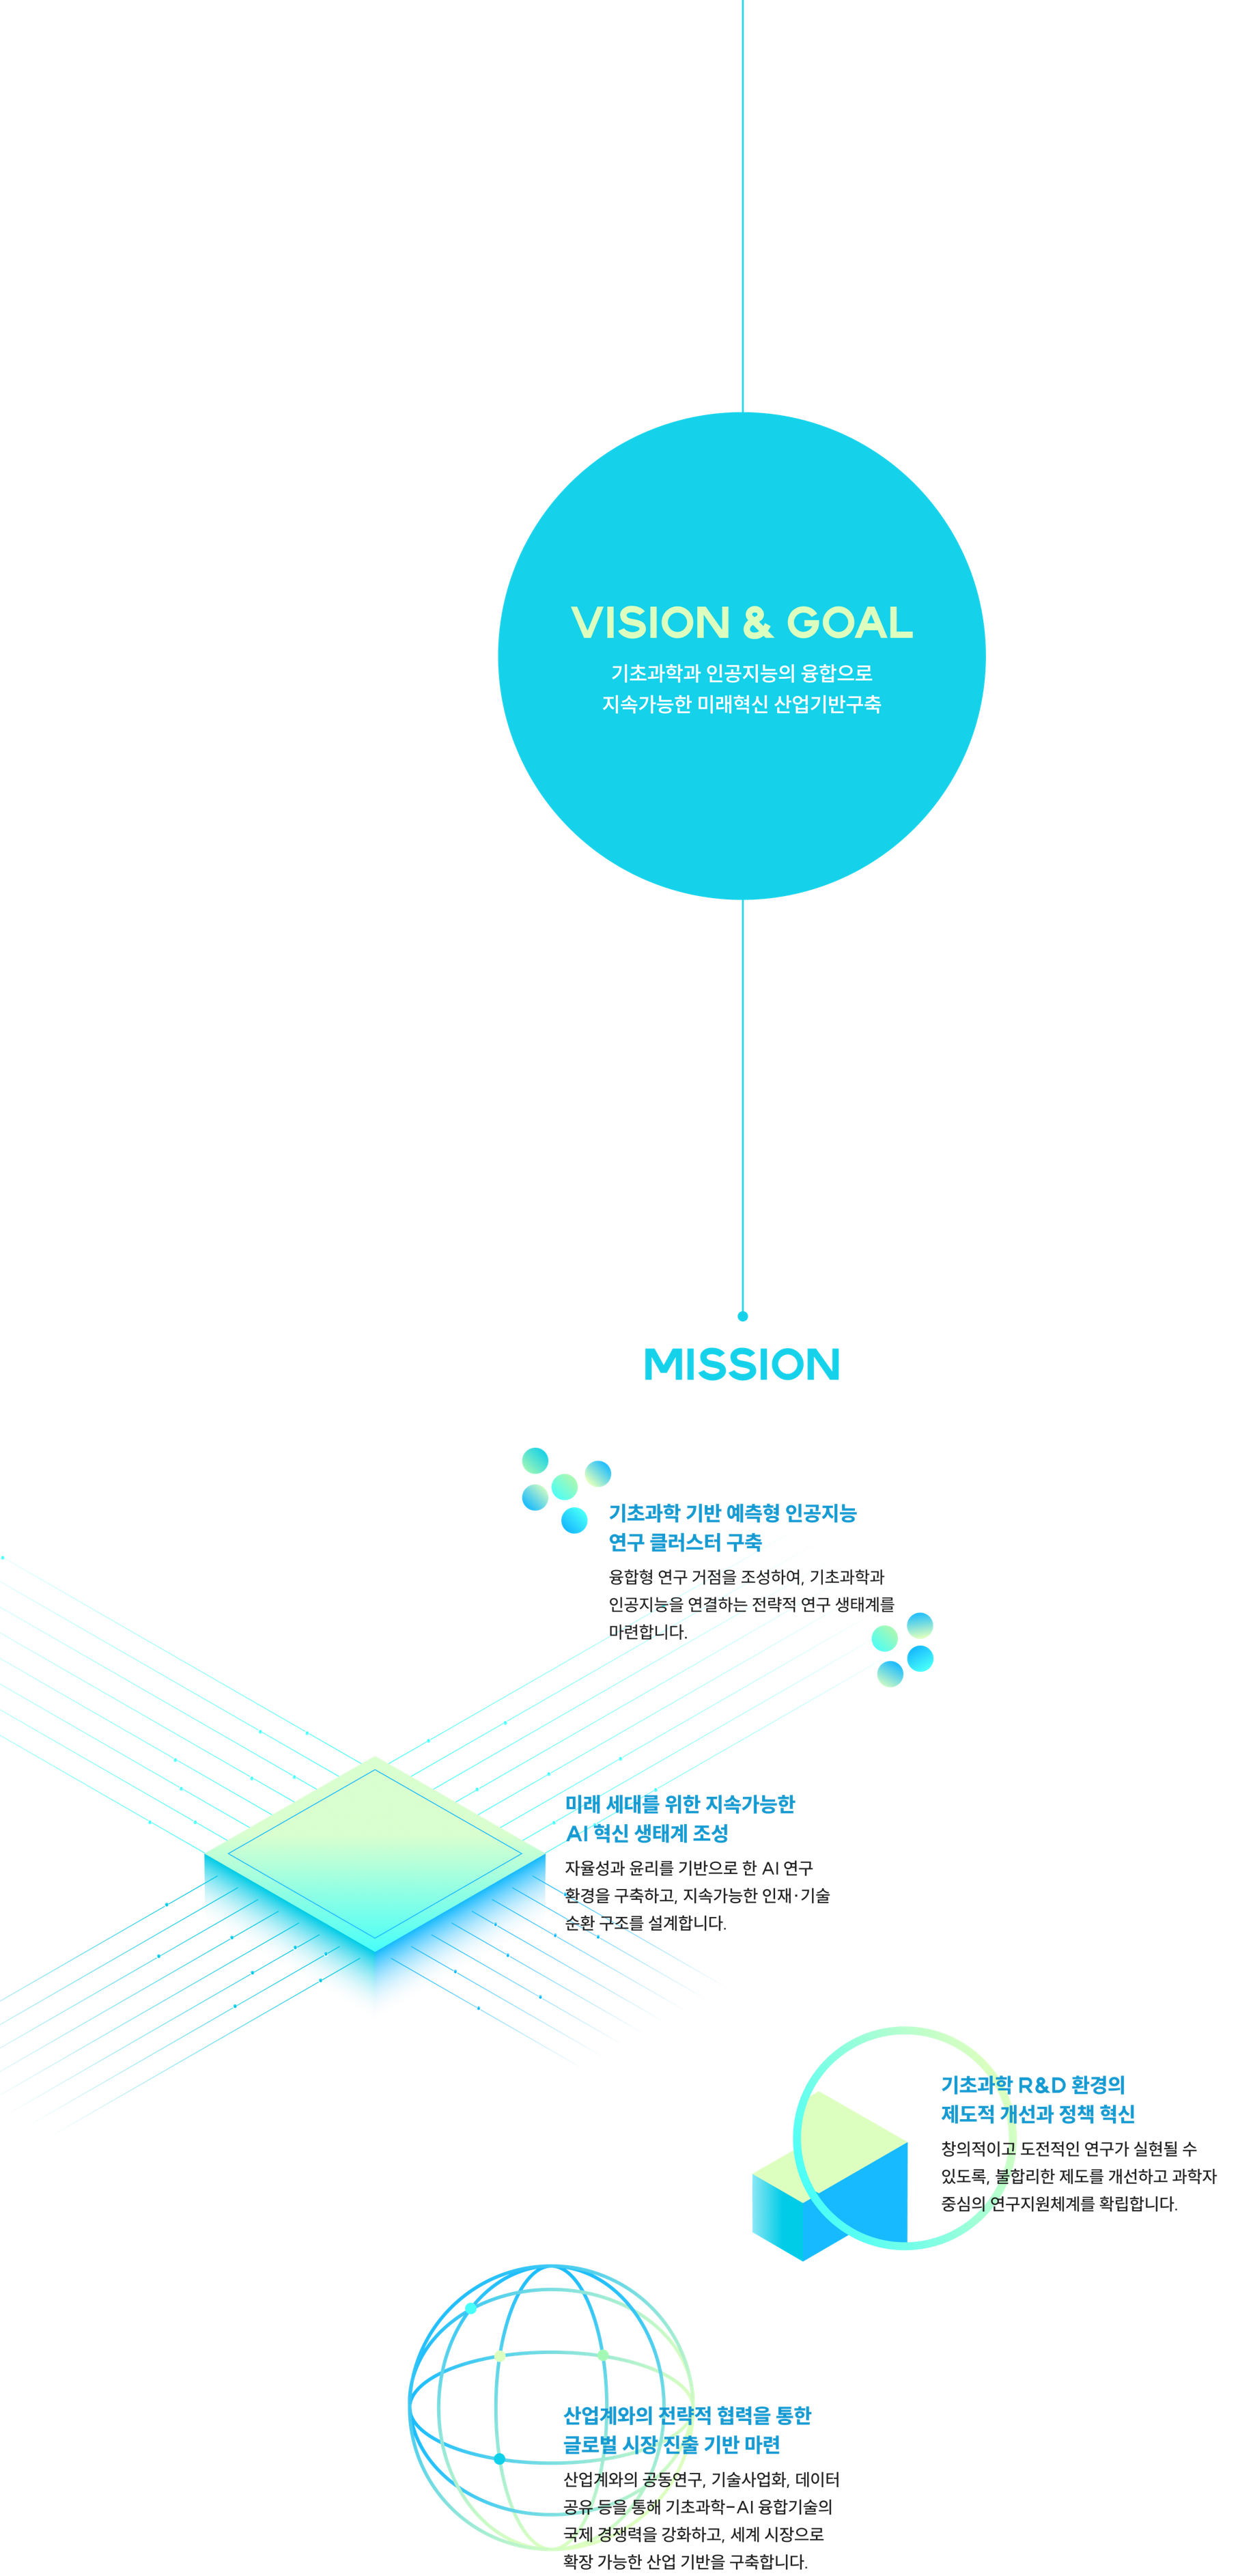 VISION & GOAL
기초과학과 인공지능의 융합으로
지속가능한 미래혁신 산업기반구축
MISSION
기초과학 기반 예측형 인공지능
연구 클러스터 구축
융합형 연구 거점을 조성하여, 기초과학과
인공지능을 연결하는 전략적 연구 생태계를
마련합니다.
미래 세대를 위한 지속가능한
AI 혁신 생태계 조성
자율성과 윤리를 기반으로 한 AI 연구
환경을 구축하고, 지속가능한 인재·기술
순환 구조를 설계합니다.
기초과학 R&D 환경의
제도적 개선과 정책 혁신
창의적이고 도전적인 연구가 실현될 수
있도록, 불합리한 제도를 개선하고 과학자
중심의 연구지원체계를 확립합니다.
산업계와의 전략적 협력을 통한
글로벌 시장 진출 기반 마련
산업계와의 공동연구, 기술사업화, 데이터
공유 등을 통해 기초과학-AI 융합기술의
국제 경쟁력을 강화하고, 세계 시장으로
확장 가능한 산업 기반을 구축합니다.